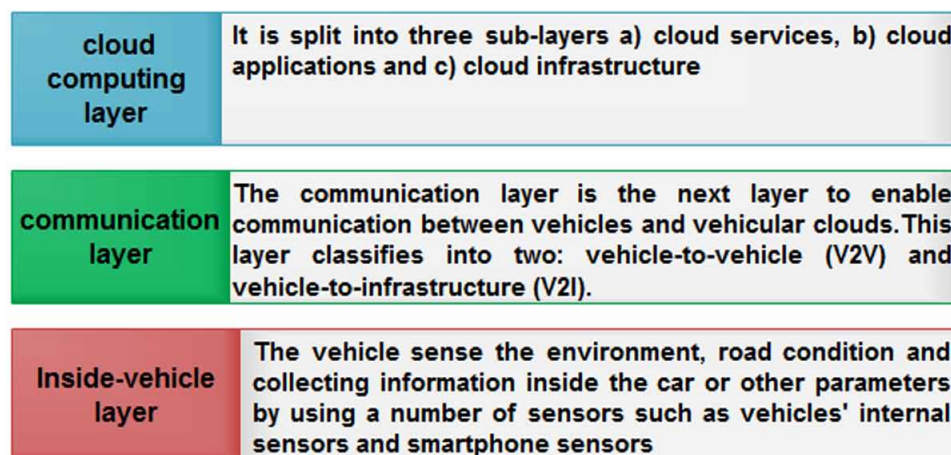 cloud
computing
layer
It is split into three sub-layers a) cloud services, b) cloud
applications and c) cloud infrastructure
communication
layer
The communication layer is the next layer to enable
communication between vehicles and vehicular clouds.This
layer classifies into two: vehicle-to-vehicle (V2V) and
vehicle-to-infrastructure (V2I).
Inside-vehicle
layer
The vehicle sense the environment, road condition and
collecting information inside the car or other parameters
by using a number of sensors such as vehicles' internal
sensors and smartphone sensors